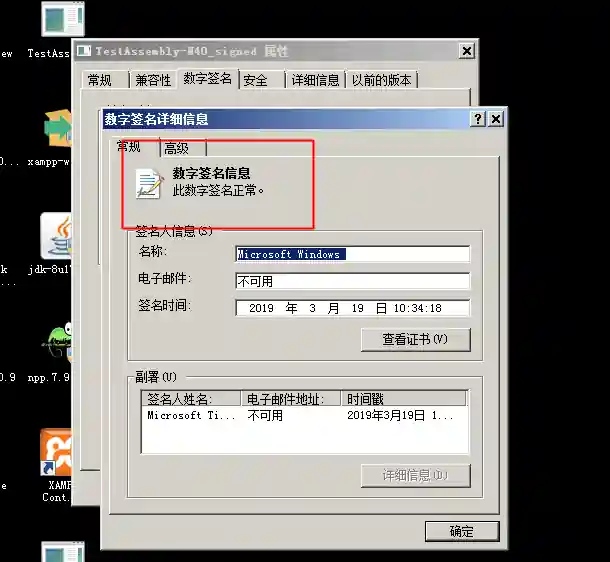 ew
TestAss
TestAssembly-M40_signed 属性
常规
兼容性
数字签名
安全
详细信息
以前的版本
数字签名详细信息
常规
高级
0...
xampp-w
数字签名信息
此数字签名正常。
签名人信息(S)
名称:
Microsoft Windows
电子邮件:
不可用
签名时间:
2019 年 3 月 19 日 10:34:18
查看证书(V)
k
jdk-8u17
...
0.9
npp.7.9
副署(U)
签名人姓名:
电子邮件地址:
时间戳
Microsoft Ti...
不可用
2019年3月19日 1...
详细信息(D)
e
XAMP
Cont...
确定